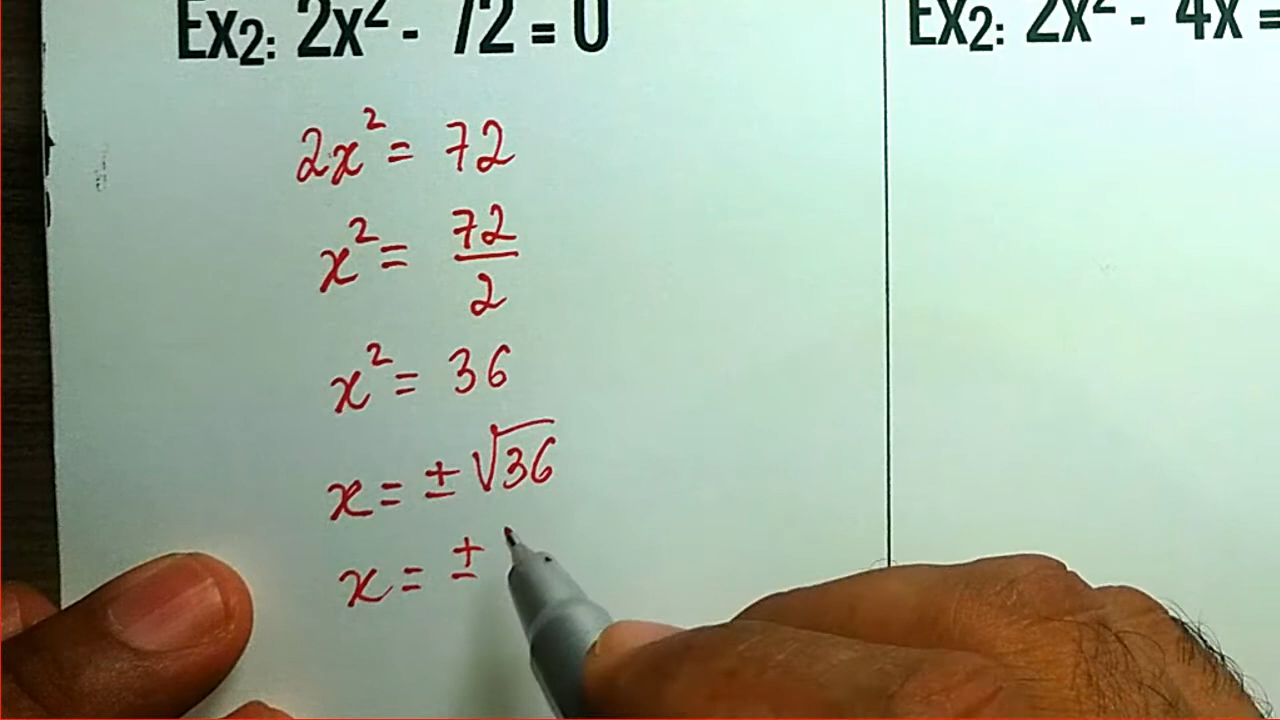 Ex2: 2x² - 72 = 0
2x² = 72
x² = 72/2
x² = 36
x = ± √36
x = ±
Ex2: 2x² - 4x =